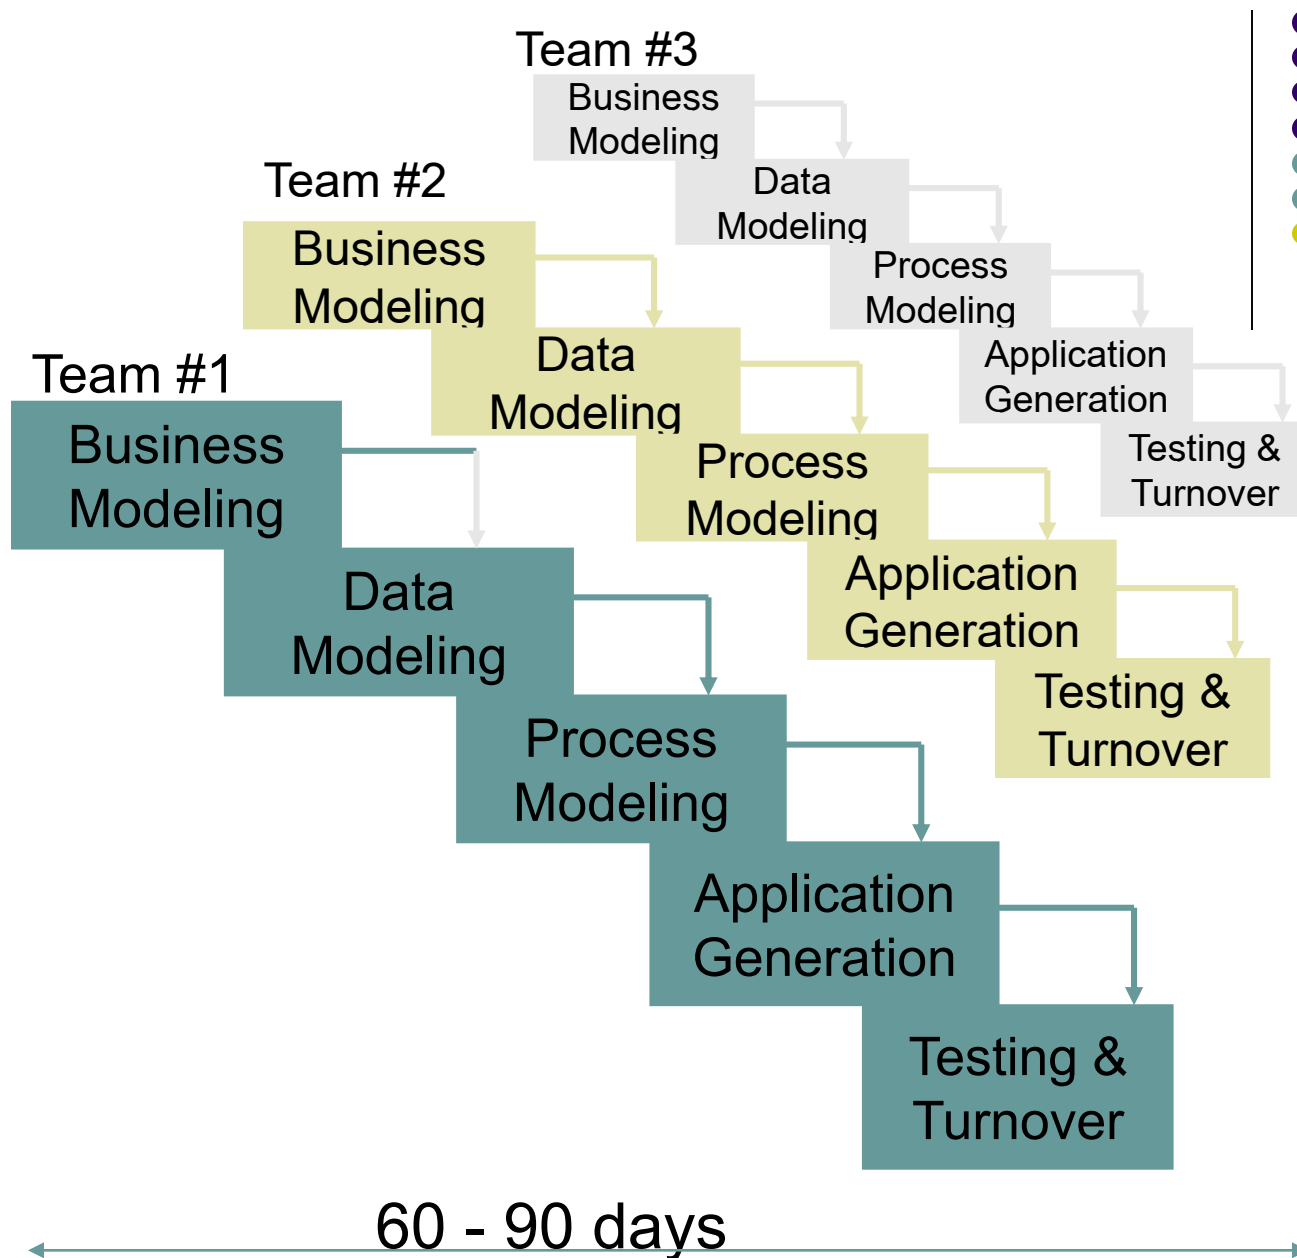 Team #3
Business
Modeling
Data
Modeling
Process
Modeling
Application
Generation
Testing &
Turnover
Team #2
Business
Modeling
Data
Modeling
Process
Modeling
Application
Generation
Testing &
Turnover
Team #1
Business
Modeling
Data
Modeling
Process
Modeling
Application
Generation
Testing &
Turnover
60 - 90 days